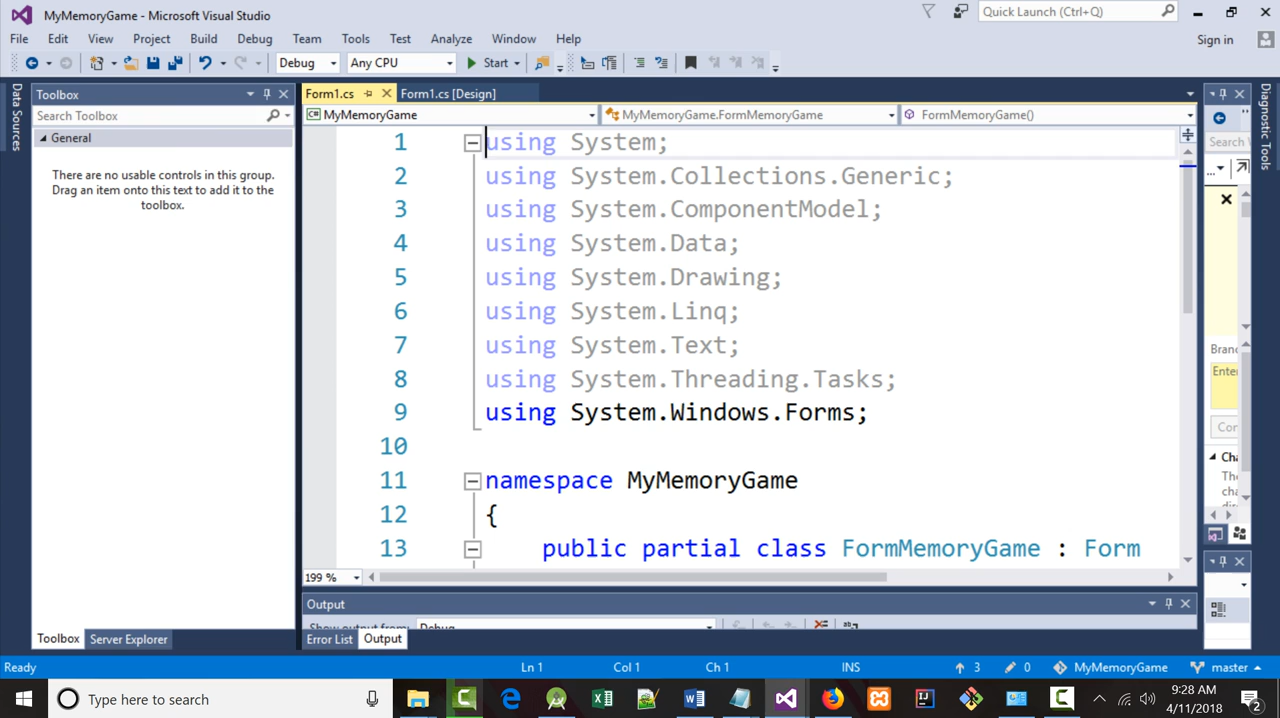 MyMemoryGame - Microsoft Visual Studio
Quick Launch (Ctrl+Q)
File Edit View Project Build Debug Team Tools Test Analyze Window Help
Sign in
Debug Any CPU Start
Data Sources
Toolbox
Search Toolbox
General
There are no usable controls in this group.
Drag an item onto this text to add it to the
toolbox.
Toolbox Server Explorer
Form1.cs Form1.cs [Design]
MyMemoryGame MyMemoryGame.FormMemoryGame FormMemoryGame()
1 using System;
2 using System.Collections.Generic;
3 using System.ComponentModel;
4 using System.Data;
5 using System.Drawing;
6 using System.Linq;
7 using System.Text;
8 using System.Threading.Tasks;
9 using System.Windows.Forms;
10
11 namespace MyMemoryGame
12 {
13 public partial class FormMemoryGame : Form
199 %
Output
Show output from: Debug
Error List Output
Search
Diagnostic Tools
Ready Ln 1 Col 1 Ch 1 INS 3 0 MyMemoryGame master
Type here to search
9:28 AM
4/11/2018
2